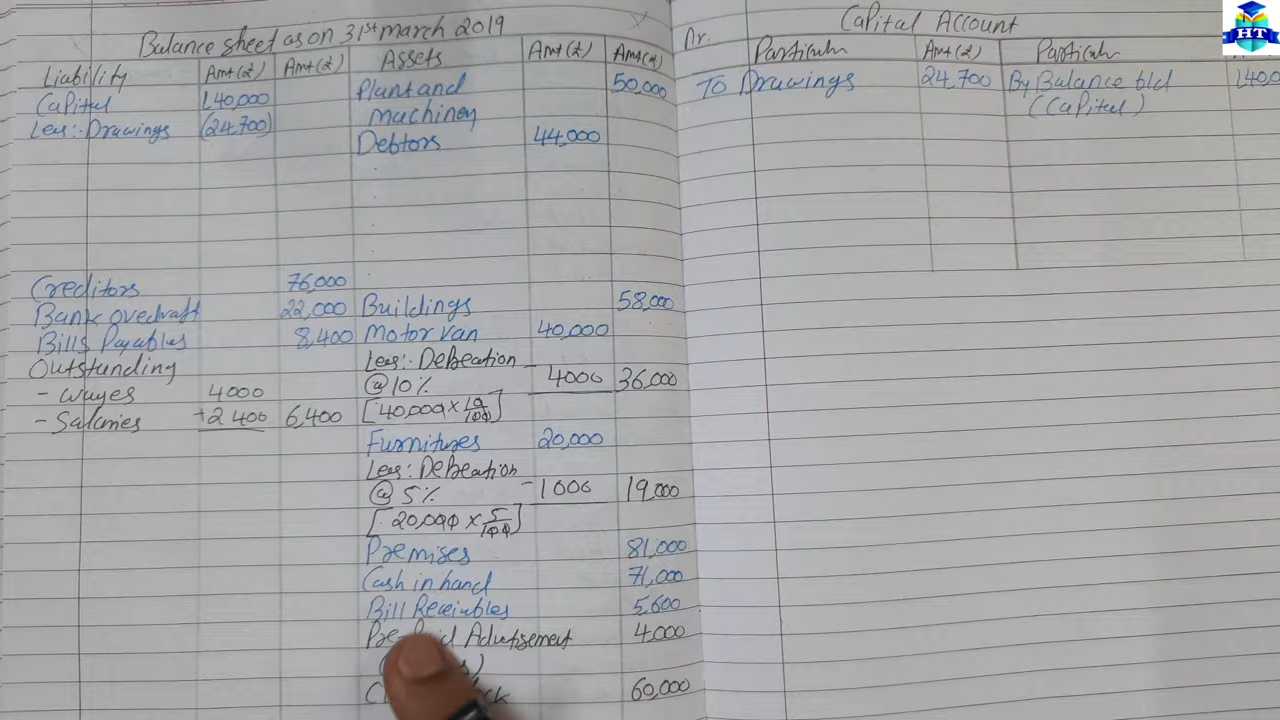 Balance sheet as on 31st march 2019
Liability Amt(₹) Amt(₹) Assets Amt(₹) Amt(₹)
Capital 1,40,000 Plant and 50,000
Less:- Drawings (24,700) machinery
Debtors 44,000
Creditors 76,000
Bank overdraft 22,000 Buildings 58,000
Bills Payables 8,400 Motor van 40,000
Outstanding Less:- Depreation
- wages 4000 @ 10% - 4000 36,000
- Salaries +2400 6,400 [40,000 × 10/100]
Furnitures 20,000
Less: Depreation
@ 5% - 1000 19,000
[20,000 × 5/100]
Premises 81,000
Cash in hand 71,000
Bill Receivables 5,600
Advertisement 4,000
60,000
Capital Account
Dr.
Particular Amt(₹) Particular
To Drawings 24,700 By Balance b/d
(Capital)
HT